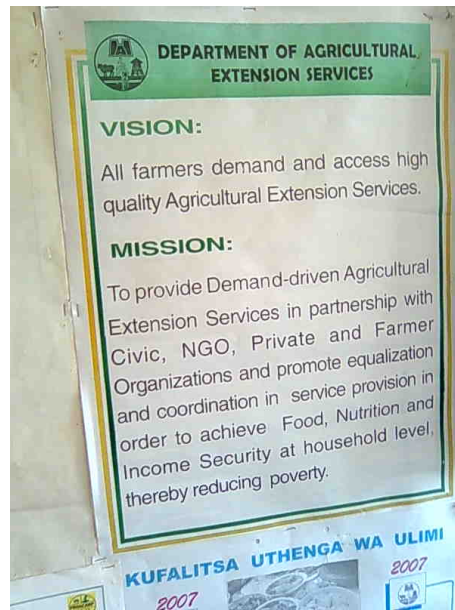 DEPARTMENT OF AGRICULTURAL
EXTENSION SERVICES
VISION:
All farmers demand and access high
quality Agricultural Extension Services.
MISSION:
To provide Demand-driven Agricultural
Extension Services in partnership with
Civic, NGO, Private and Farmer
Organizations and promote equalization
and coordination in service provision in
order to achieve Food, Nutrition and
Income Security at household level,
thereby reducing poverty.
KUFALITSA UTHENGA WA ULIMI
2007 2007